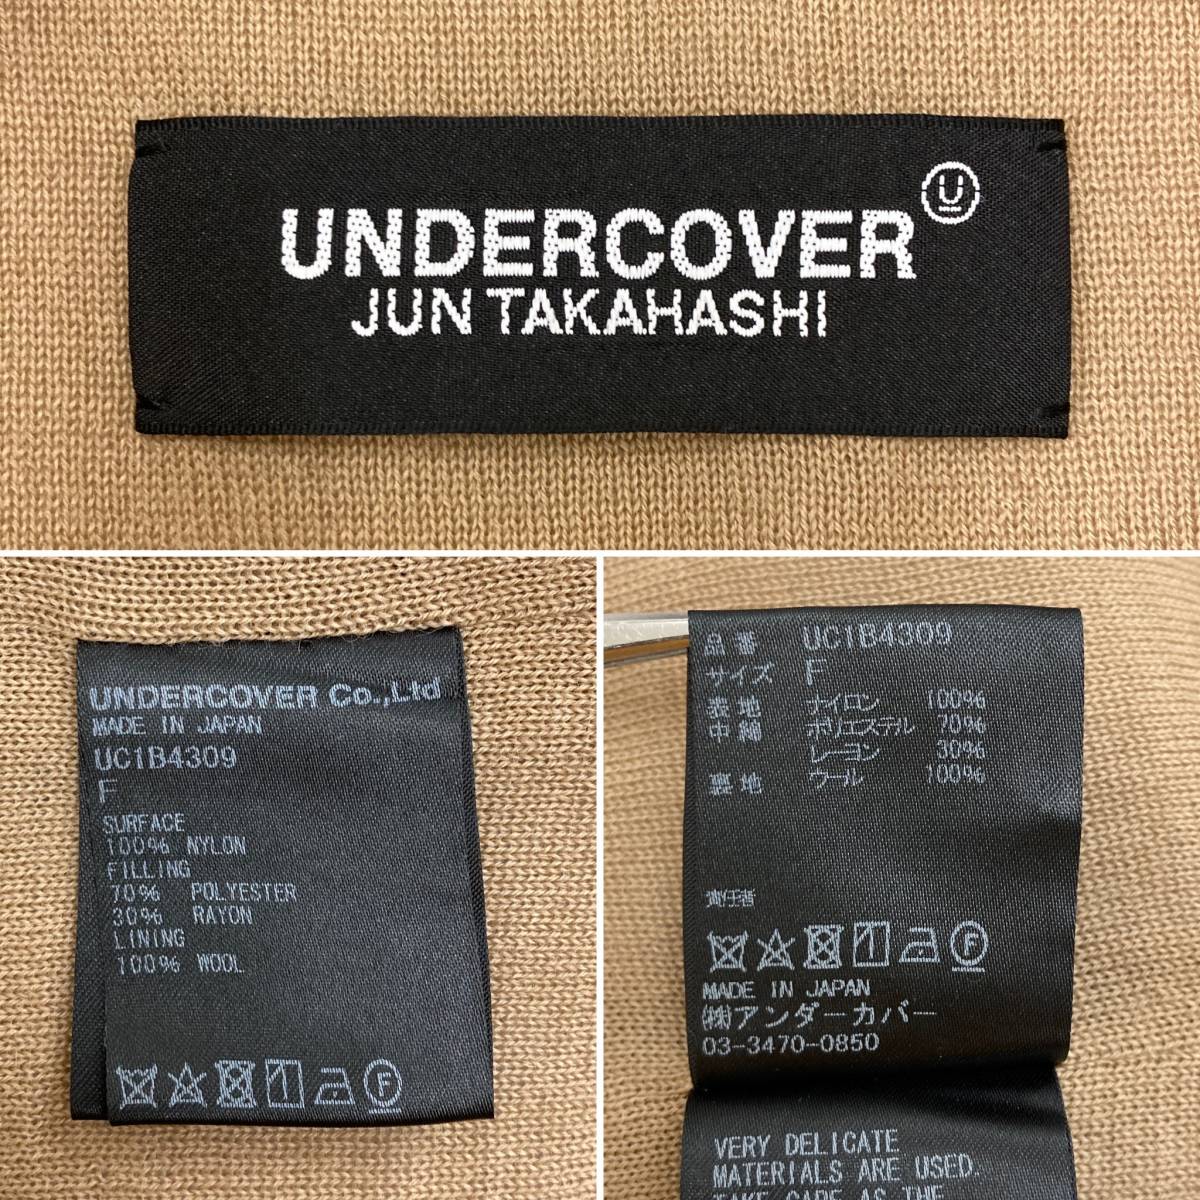 UNDERCOVER U
JUN TAKAHASHI
UNDERCOVER Co.,Ltd
MADE IN JAPAN
UC1B4309
F
SURFACE
100% NYLON
FILLING
70% POLYESTER
30% RAYON
LINING
100% WOOL
F
品番 UC1B4309
サイズ F
表地 ナイロン 100%
中綿 ポリエステル 70%
レーヨン 30%
裏地 ウール 100%
責任者
F
MADE IN JAPAN
㈱アンダーカバー
03-3470-0850
VERY DELICATE
MATERIALS ARE USED.
TAKE CARE AS THE